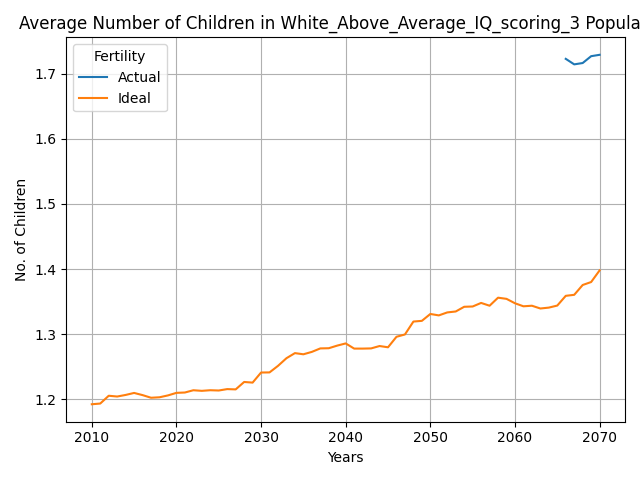 Average Number of Children in White_Above_Average_IQ_scoring_3 Popula
Fertility
Actual
Ideal
1.7
1.6
1.5
1.4
1.3
1.2
No. of Children
2010 2020 2030 2040 2050 2060 2070
Years